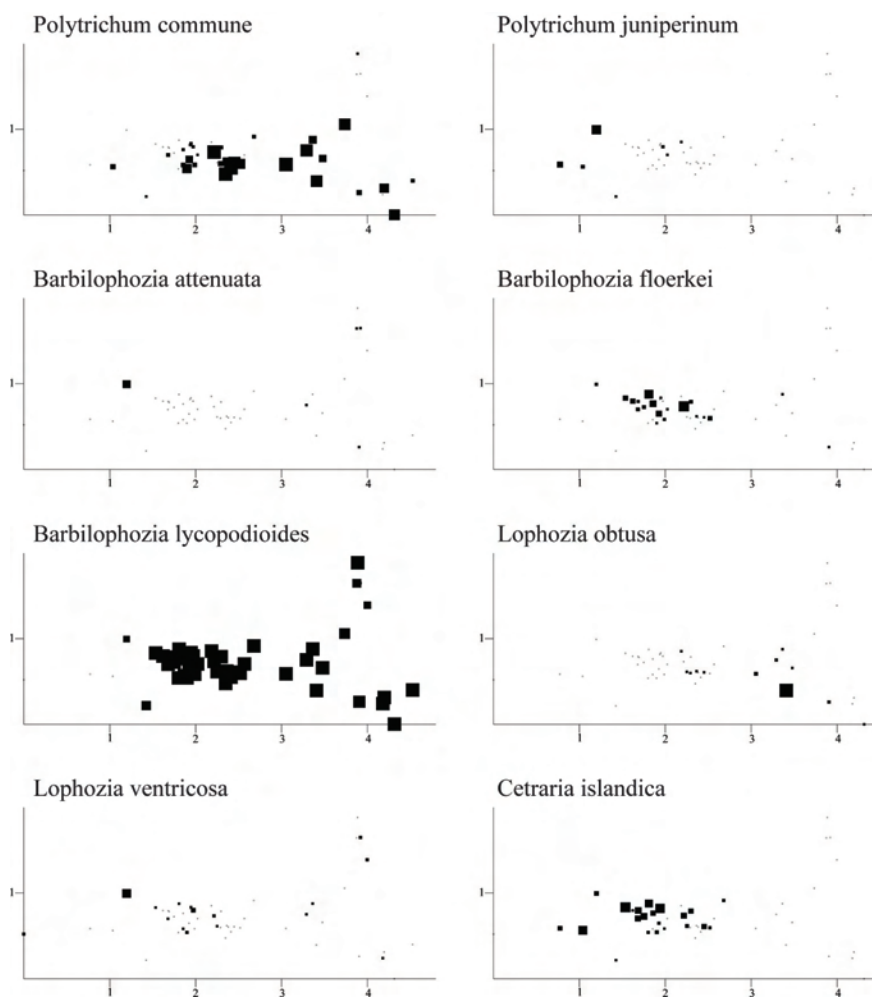 Polytrichum commune
Polytrichum juniperinum
1
1
1 2 3 4
1 2 3 4
Barbilophozia attenuata
Barbilophozia floerkei
1
1
1 2 3 4
1 2 3 4
Barbilophozia lycopodioides
Lophozia obtusa
1
1
1 2 3 4
1 2 3 4
Lophozia ventricosa
Cetraria islandica
1
1
1 2 3 4
1 2 3 4